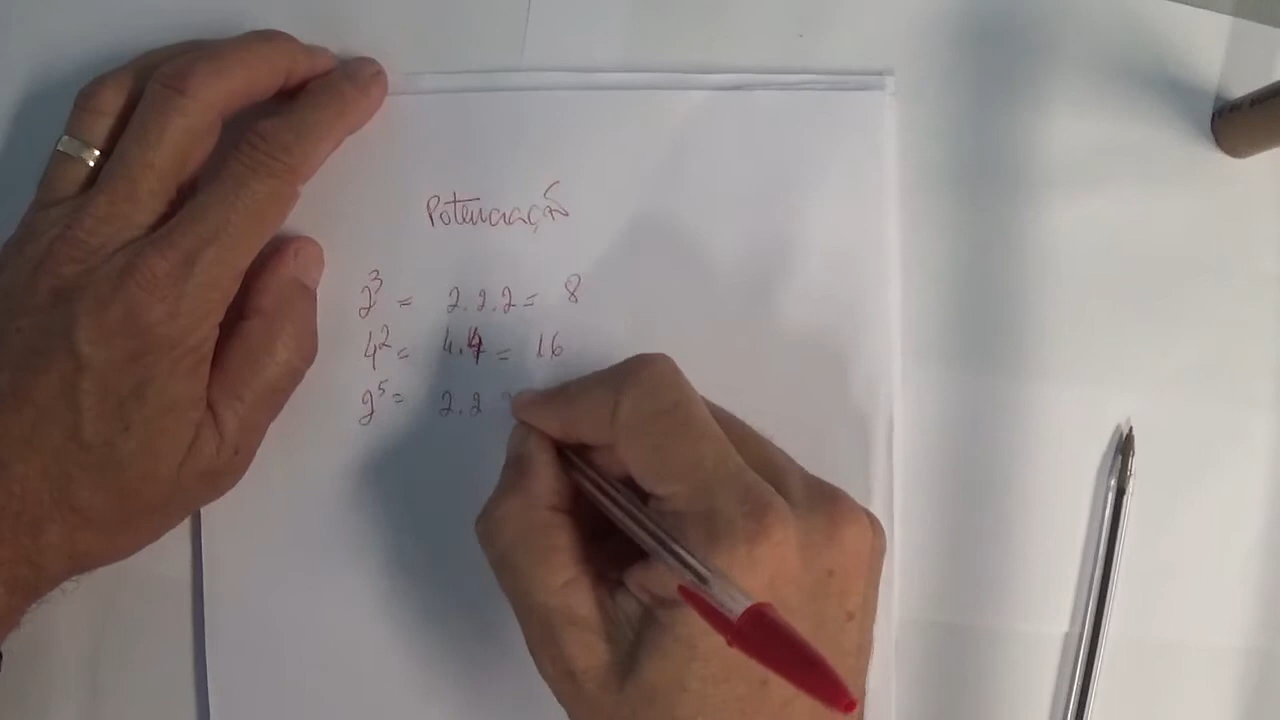 Potenciação
2³ = 2.2.2 = 8
4² = 4.4 = 16
2⁵ = 2.2